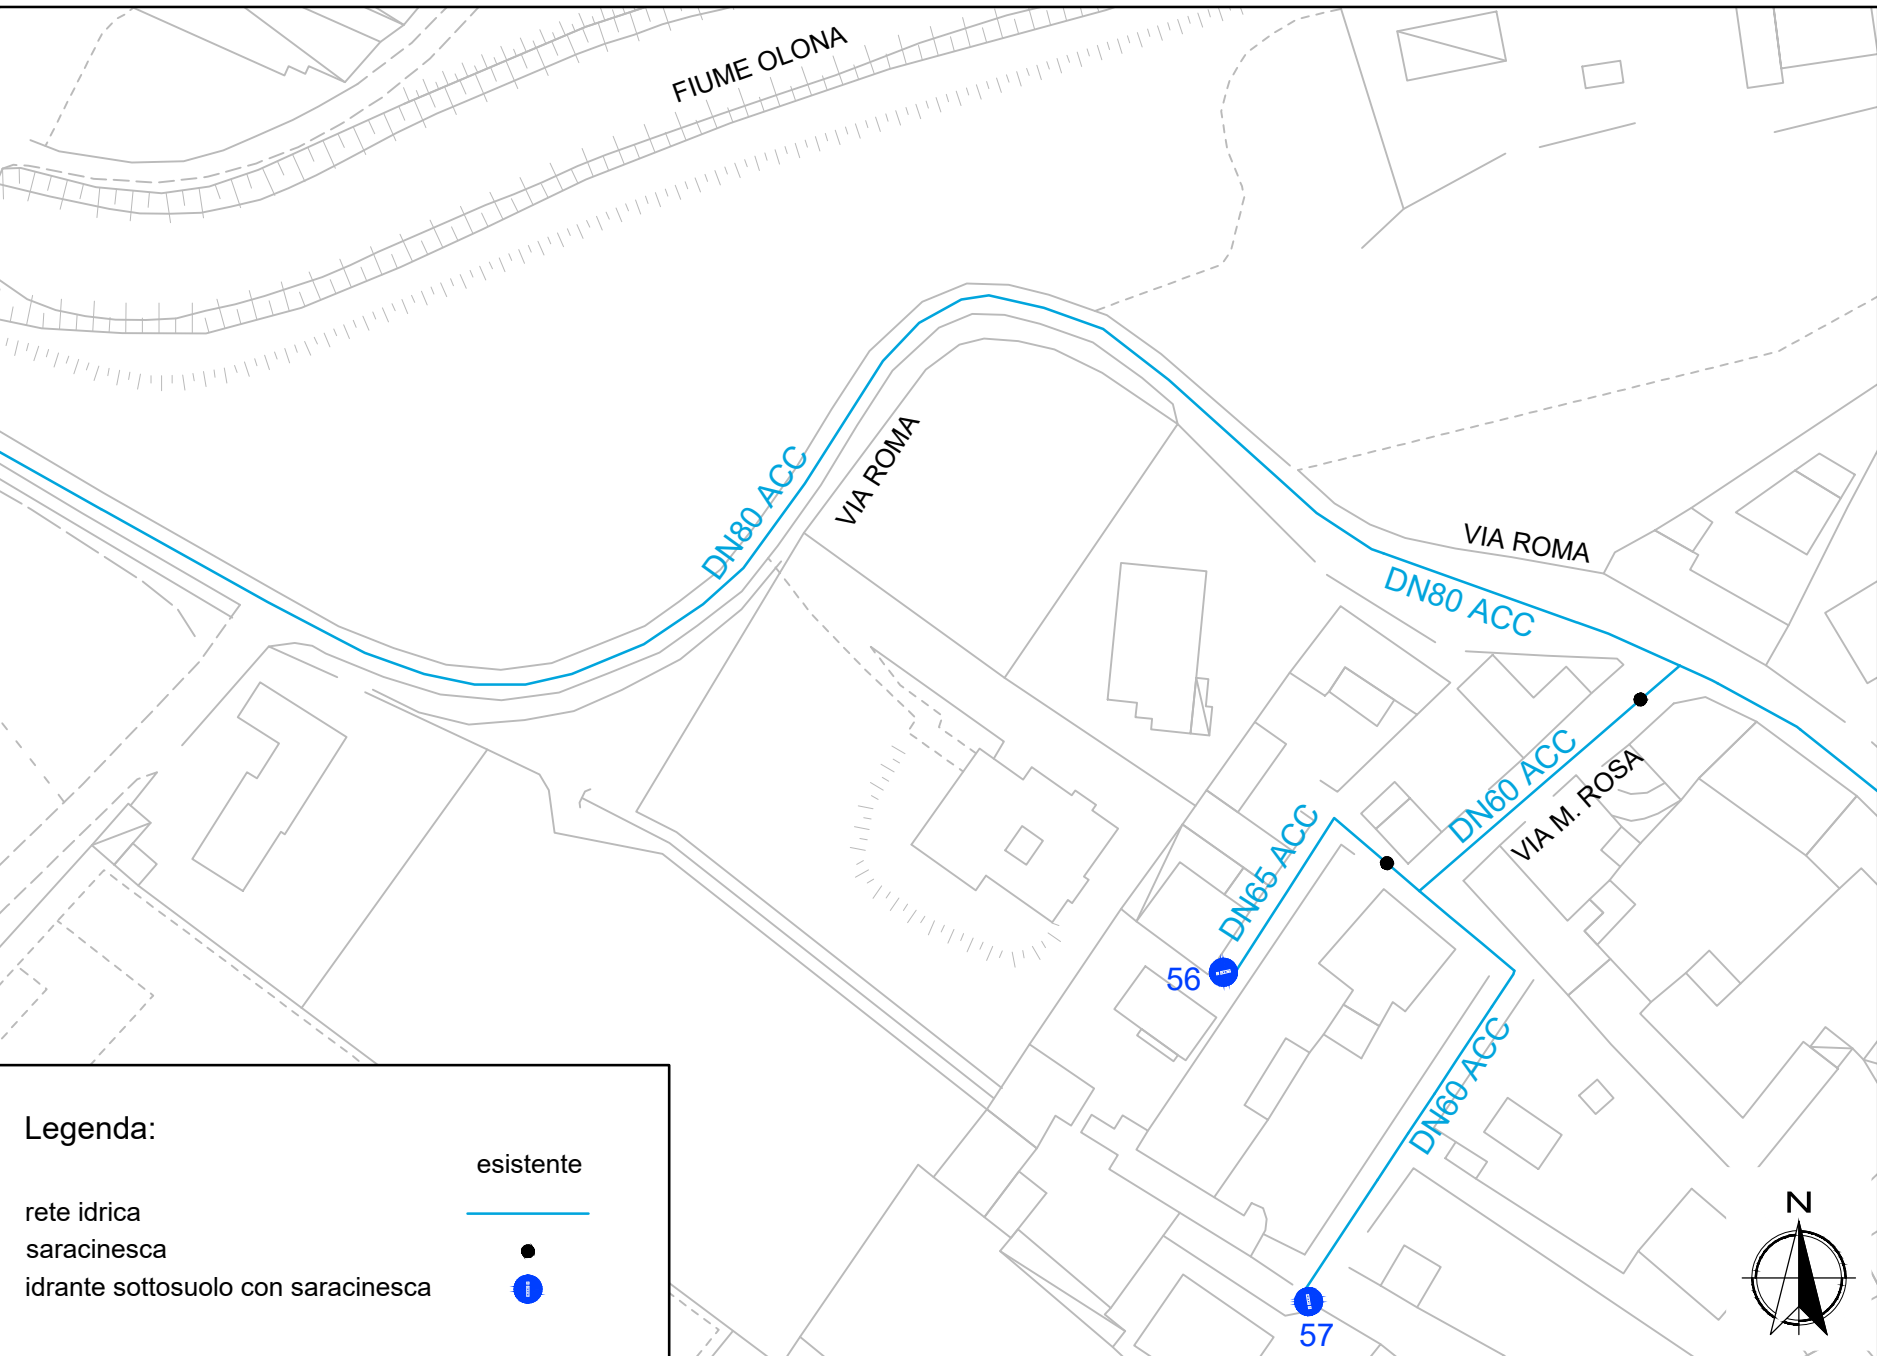 FIUME OLONA
DN80 ACC
VIA ROMA
VIA ROMA
DN80 ACC
DN60 ACC
VIA M. ROSA
DN65 ACC
56
DN60 ACC
57
N
Legenda:
esistente
rete idrica
saracinesca
idrante sottosuolo con saracinesca